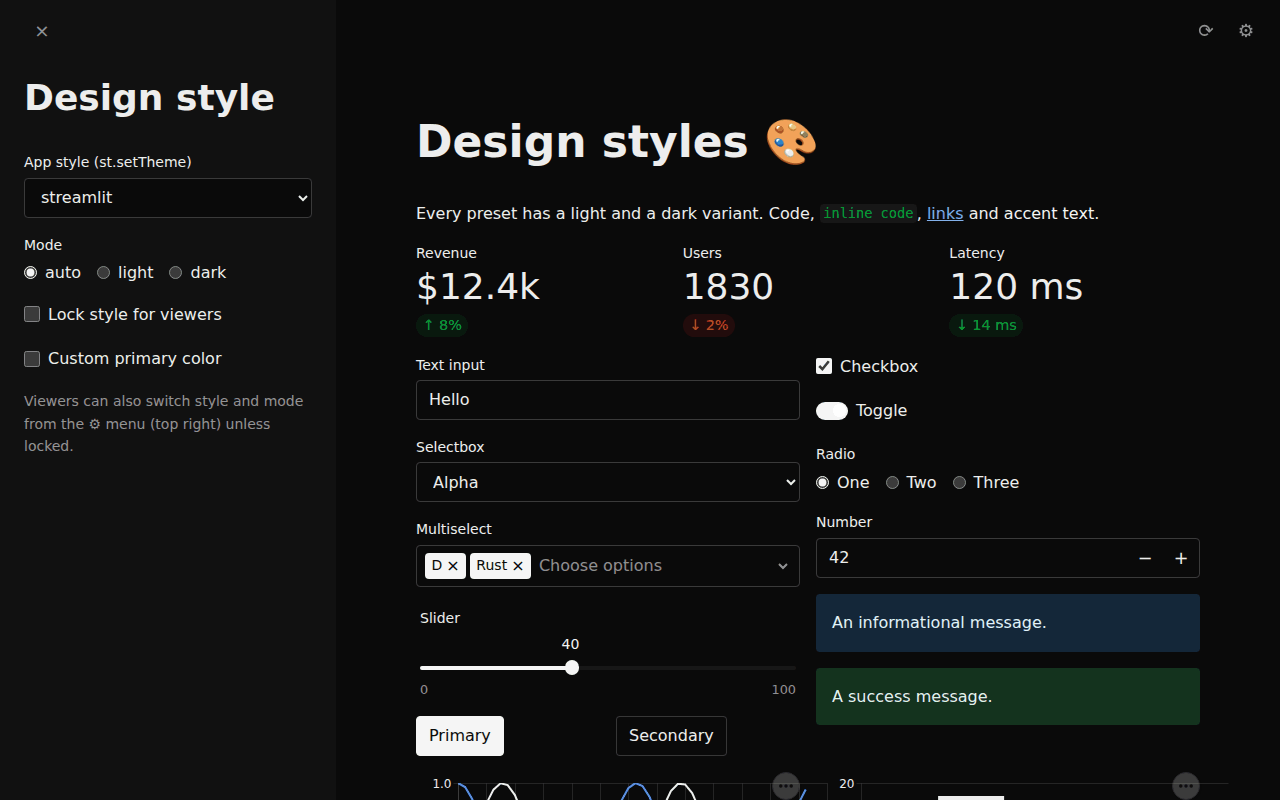 Design style
App style (st.setTheme)
streamlit
Mode
auto light dark
Lock style for viewers
Custom primary color
Viewers can also switch style and mode
from the ⚙ menu (top right) unless
locked.
Design styles 🎨
Every preset has a light and a dark variant. Code, inline code, links and accent text.
Revenue
$12.4k
↑ 8%
Users
1830
↓ 2%
Latency
120 ms
↓ 14 ms
Text input
Hello
Selectbox
Alpha
Multiselect
D × Rust × Choose options
Slider
40
0 100
Primary Secondary
Checkbox
Toggle
Radio
One Two Three
Number
42 − +
An informational message.
A success message.
1.0
20